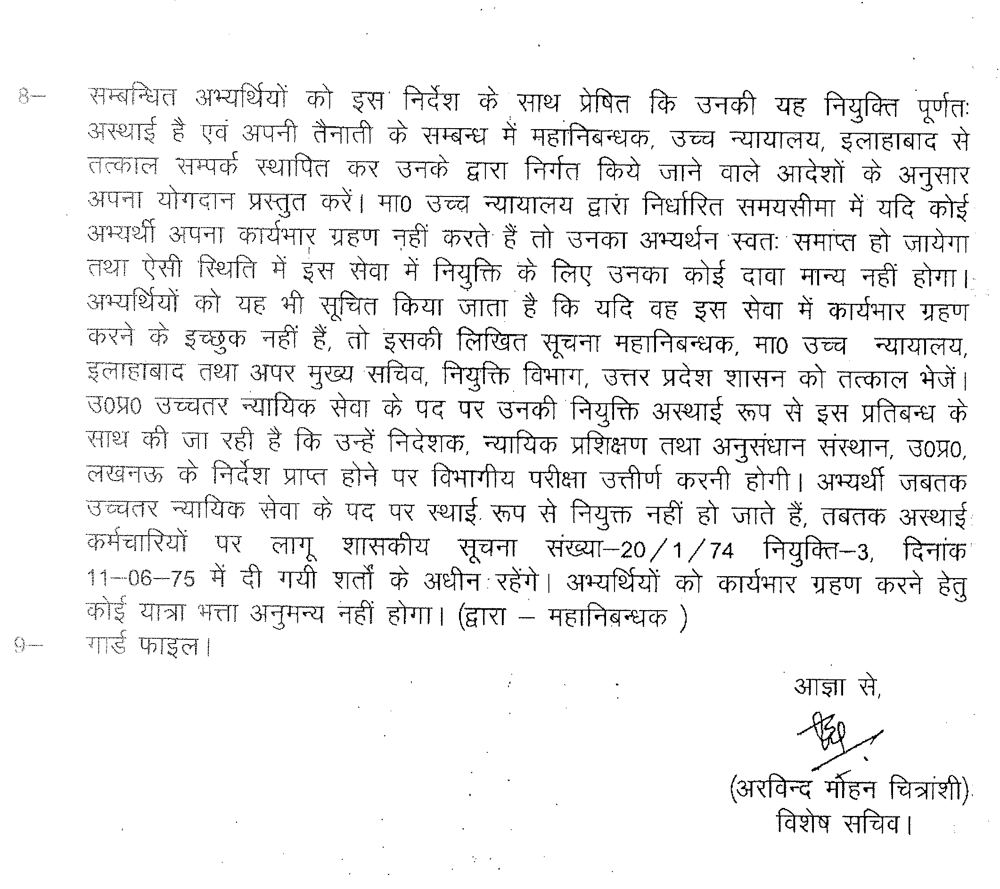 8— सम्बन्धित अभ्यर्थियों को इस निर्देश के साथ प्रेषित कि उनकी यह नियुक्ति पूर्णतः
अस्थाई है एवं अपनी तैनाती के सम्बन्ध में महानिबन्धक, उच्च न्यायालय, इलाहाबाद से
तत्काल सम्पर्क स्थापित कर उनके द्वारा निर्गत किये जाने वाले आदेशों के अनुसार
अपना योगदान प्रस्तुत करें। मा0 उच्च न्यायालय द्वारा निर्धारित समयसीमा में यदि कोई
अभ्यर्थी अपना कार्यभार ग्रहण नहीं करते हैं तो उनका अभ्यर्थन स्वतः समाप्त हो जायेगा
तथा ऐसी स्थिति में इस सेवा में नियुक्ति के लिए उनका कोई दावा मान्य नहीं होगा।
अभ्यर्थियों को यह भी सूचित किया जाता है कि यदि वह इस सेवा में कार्यभार ग्रहण
करने के इच्छुक नहीं हैं, तो इसकी लिखित सूचना महानिबन्धक, मा0 उच्च न्यायालय,
इलाहाबाद तथा अपर मुख्य सचिव, नियुक्ति विभाग, उत्तर प्रदेश शासन को तत्काल भेजें।
उ0प्र0 उच्चतर न्यायिक सेवा के पद पर उनकी नियुक्ति अस्थाई रूप से इस प्रतिबन्ध के
साथ की जा रही है कि उन्हें निदेशक, न्यायिक प्रशिक्षण तथा अनुसंधान संस्थान, उ0प्र0,
लखनऊ के निर्देश प्राप्त होने पर विभागीय परीक्षा उत्तीर्ण करनी होगी। अभ्यर्थी जबतक
उच्चतर न्यायिक सेवा के पद पर स्थाई रूप से नियुक्त नहीं हो जाते हैं, तबतक अस्थाई
कर्मचारियों पर लागू शासकीय सूचना संख्या—20/1/74 नियुक्ति—3, दिनांक
11—06—75 में दी गयी शर्तों के अधीन रहेंगे। अभ्यर्थियों को कार्यभार ग्रहण करने हेतु
कोई यात्रा भत्ता अनुमन्य नहीं होगा। (द्वारा — महानिबन्धक )
9— गार्ड फाइल।
आज्ञा से,
(अरविन्द मोहन चित्रांशी)
विशेष सचिव।